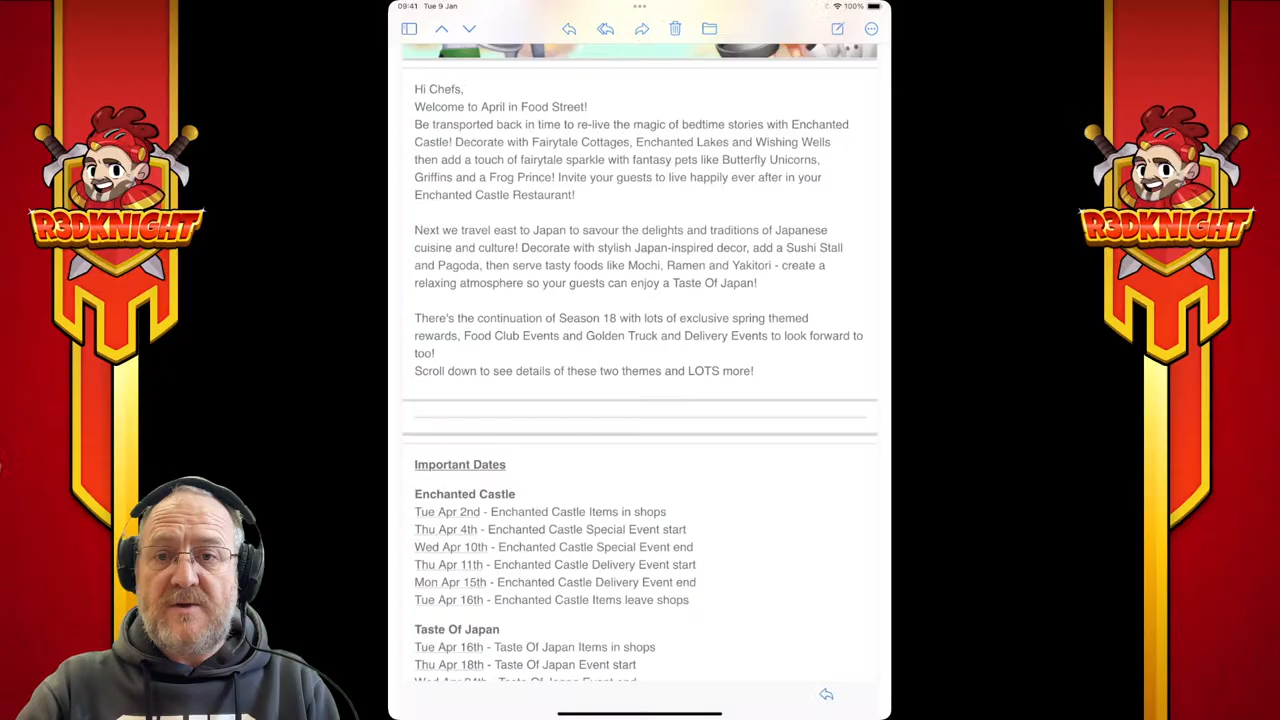 09:41 Tue 9 Jan
100%
Hi Chefs,
Welcome to April in Food Street!
Be transported back in time to re-live the magic of bedtime stories with Enchanted
Castle! Decorate with Fairytale Cottages, Enchanted Lakes and Wishing Wells
then add a touch of fairytale sparkle with fantasy pets like Butterfly Unicorns,
Griffins and a Frog Prince! Invite your guests to live happily ever after in your
Enchanted Castle Restaurant!
Next we travel east to Japan to savour the delights and traditions of Japanese
cuisine and culture! Decorate with stylish Japan-inspired decor, add a Sushi Stall
and Pagoda, then serve tasty foods like Mochi, Ramen and Yakitori - create a
relaxing atmosphere so your guests can enjoy a Taste Of Japan!
There's the continuation of Season 18 with lots of exclusive spring themed
rewards, Food Club Events and Golden Truck and Delivery Events to look forward to
too!
Scroll down to see details of these two themes and LOTS more!
Important Dates
Enchanted Castle
Tue Apr 2nd - Enchanted Castle Items in shops
Thu Apr 4th - Enchanted Castle Special Event start
Wed Apr 10th - Enchanted Castle Special Event end
Thu Apr 11th - Enchanted Castle Delivery Event start
Mon Apr 15th - Enchanted Castle Delivery Event end
Tue Apr 16th - Enchanted Castle Items leave shops
Taste Of Japan
Tue Apr 16th - Taste Of Japan Items in shops
Thu Apr 18th - Taste Of Japan Event start
R3DKNIGHT
R3DKNIGHT